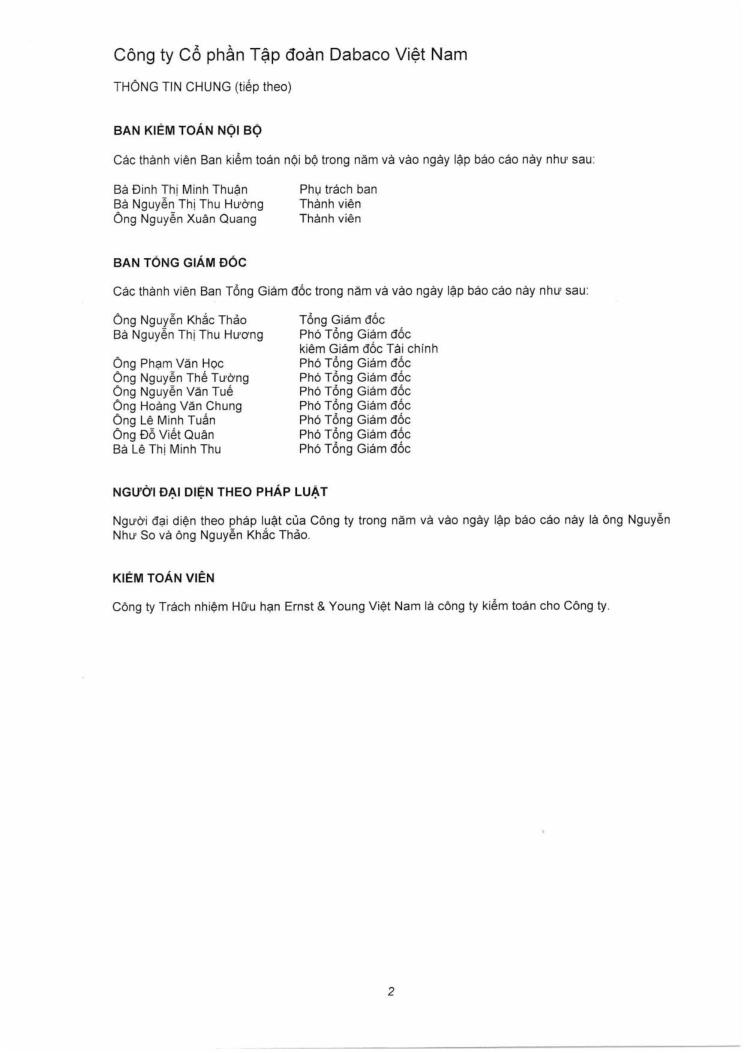 Công ty Cổ phần Tập đoàn Dabaco Việt Nam
THÔNG TIN CHUNG (tiếp theo)
BAN KIỂM TOÁN NỘI BỘ
Các thành viên Ban kiểm toán nội bộ trong năm và vào ngày lập báo cáo này như sau:
Bà Đinh Thị Minh Thuận Phụ trách ban
Bà Nguyễn Thị Thu Hường Thành viên
Ông Nguyễn Xuân Quang Thành viên
BAN TỔNG GIÁM ĐỐC
Các thành viên Ban Tổng Giám đốc trong năm và vào ngày lập báo cáo này như sau:
Ông Nguyễn Khắc Thảo Tổng Giám đốc
Bà Nguyễn Thị Thu Hương Phó Tổng Giám đốc
kiêm Giám đốc Tài chính
Ông Phạm Văn Học Phó Tổng Giám đốc
Ông Nguyễn Thế Tường Phó Tổng Giám đốc
Ông Nguyễn Văn Tuế Phó Tổng Giám đốc
Ông Hoàng Văn Chung Phó Tổng Giám đốc
Ông Lê Minh Tuấn Phó Tổng Giám đốc
Ông Đỗ Viết Quân Phó Tổng Giám đốc
Bà Lê Thị Minh Thu Phó Tổng Giám đốc
NGƯỜI ĐẠI DIỆN THEO PHÁP LUẬT
Người đại diện theo pháp luật của Công ty trong năm và vào ngày lập báo cáo này là ông Nguyễn
Như So và ông Nguyễn Khắc Thảo.
KIỂM TOÁN VIÊN
Công ty Trách nhiệm Hữu hạn Ernst & Young Việt Nam là công ty kiểm toán cho Công ty.
2